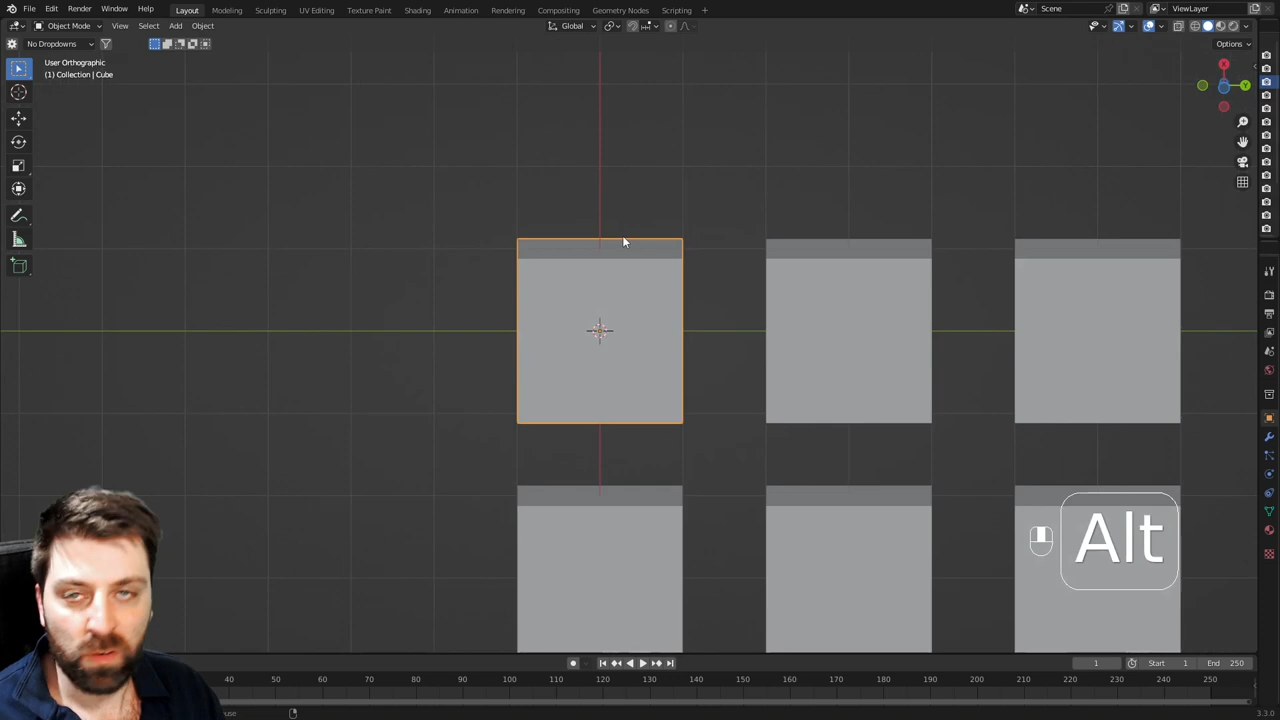 File Edit Render Window Help Layout Modeling Sculpting UV Editing Texture Paint Shading Animation Rendering Compositing Geometry Nodes Scripting + Scene ViewLayer
Object Mode View Select Add Object Global
No Dropdowns Options
User Orthographic
(1) Collection | Cube
X
Y
Alt
1 Start 1 End 250
40 50 60 70 80 90 100 110 120 130 140 150 160 170 180 190 200 210 220 230 240 250
3.3.0